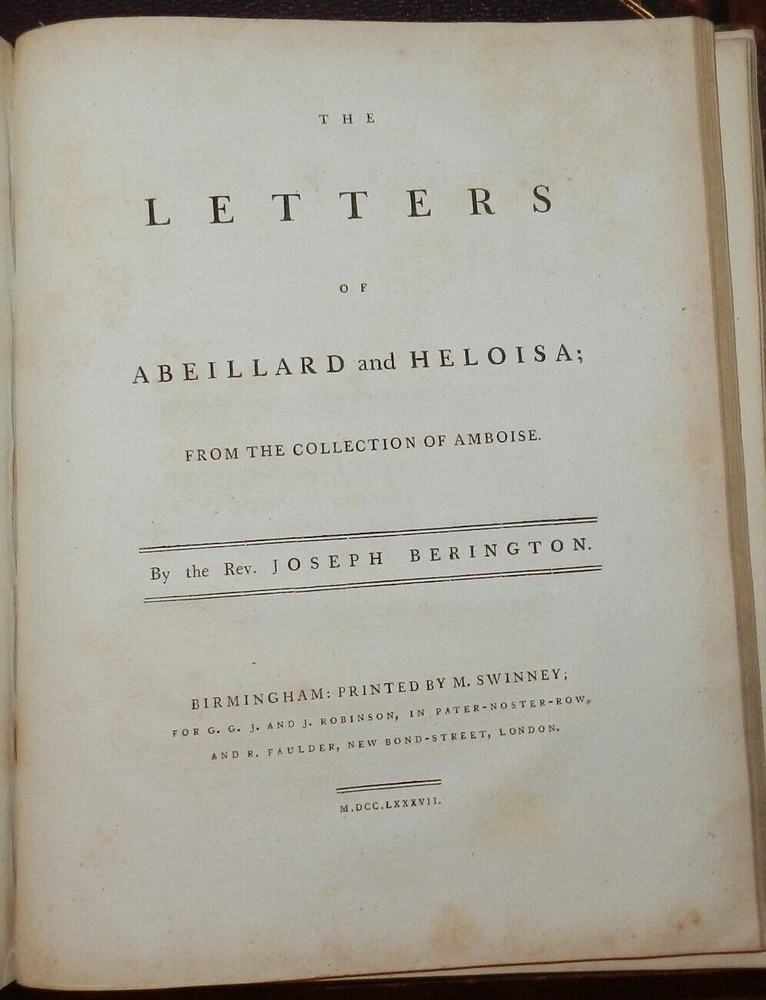 THE
LETTERS
OF
ABEILLARD and HELOISA;
FROM THE COLLECTION OF AMBOISE.
By the Rev. JOSEPH BERINGTON.
BIRMINGHAM: PRINTED BY M. SWINNEY;
FOR G. G. J. AND J. ROBINSON, IN PATER-NOSTER-ROW,
AND R. FAULDER, NEW BOND-STREET, LONDON.
M.DCC.LXXXVII.